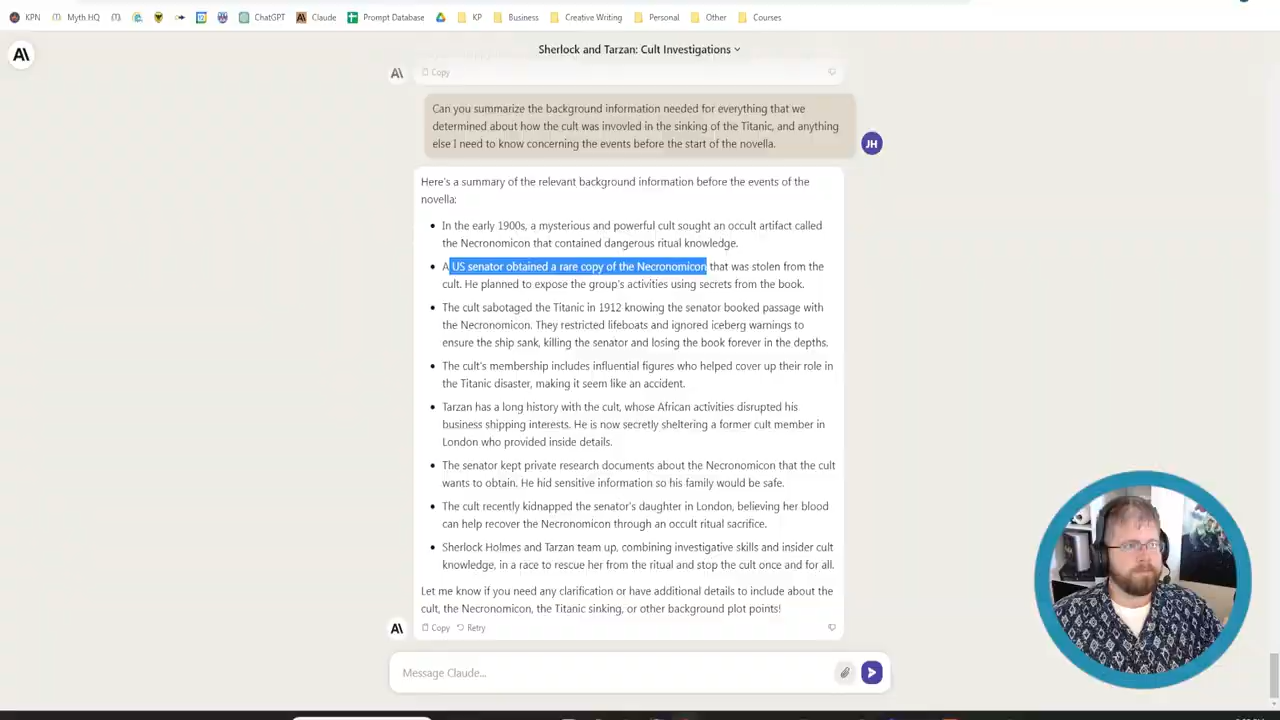 KPN Myth HQ ChatGPT Claude Prompt Database KP Business Creative Writing Personal Other Courses
A\ Sherlock and Tarzan: Cult Investigations
A\ Copy
Can you summarize the background information needed for everything that we
determined about how the cult was invovled in the sinking of the Titanic, and anything
else I need to know concerning the events before the start of the novella.
JH
Here's a summary of the relevant background information before the events of the
novella:
• In the early 1900s, a mysterious and powerful cult sought an occult artifact called
the Necronomicon that contained dangerous ritual knowledge.
• A US senator obtained a rare copy of the Necronomicon that was stolen from the
cult. He planned to expose the group's activities using secrets from the book.
• The cult sabotaged the Titanic in 1912 knowing the senator booked passage with
the Necronomicon. They restricted lifeboats and ignored iceberg warnings to
ensure the ship sank, killing the senator and losing the book forever in the depths.
• The cult's membership includes influential figures who helped cover up their role in
the Titanic disaster, making it seem like an accident.
• Tarzan has a long history with the cult, whose African activities disrupted his
business shipping interests. He is now secretly sheltering a former cult member in
London who provided inside details.
• The senator kept private research documents about the Necronomicon that the cult
wants to obtain. He hid sensitive information so his family would be safe.
• The cult recently kidnapped the senator's daughter in London, believing her blood
can help recover the Necronomicon through an occult ritual sacrifice.
• Sherlock Holmes and Tarzan team up, combining investigative skills and insider cult
knowledge, in a race to rescue her from the ritual and stop the cult once and for all.
Let me know if you need any clarification or have additional details to include about the
cult, the Necronomicon, the Titanic sinking, or other background plot points!
A\ Copy Retry
Message Claude...